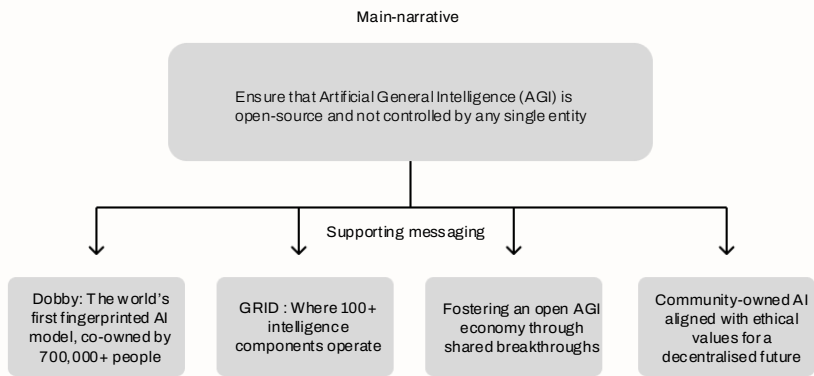 Main-narrative
Ensure that Artificial General Intelligence (AGI) is
open-source and not controlled by any single entity
Supporting messaging
Dobby: The world's
first fingerprinted AI
model, co-owned by
700,000+ people
GRID : Where 100+
intelligence
components operate
Fostering an open AGI
economy through
shared breakthroughs
Community-owned AI
aligned with ethical
values for a
decentralised future